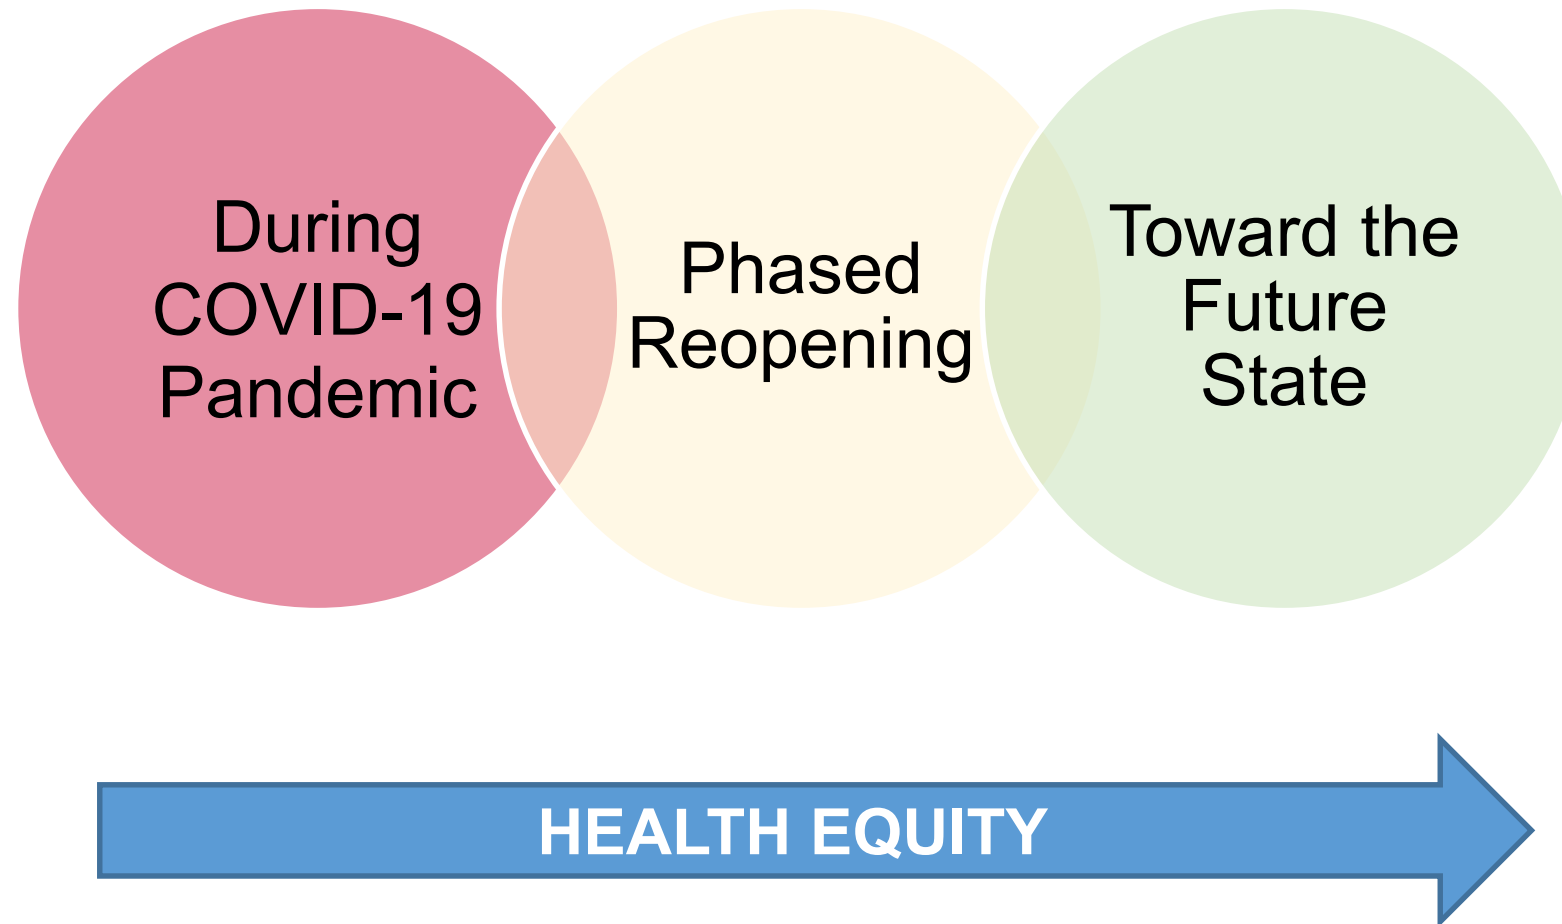 During
COVID-19
Pandemic
Phased
Reopening
Toward the
Future
State
HEALTH EQUITY